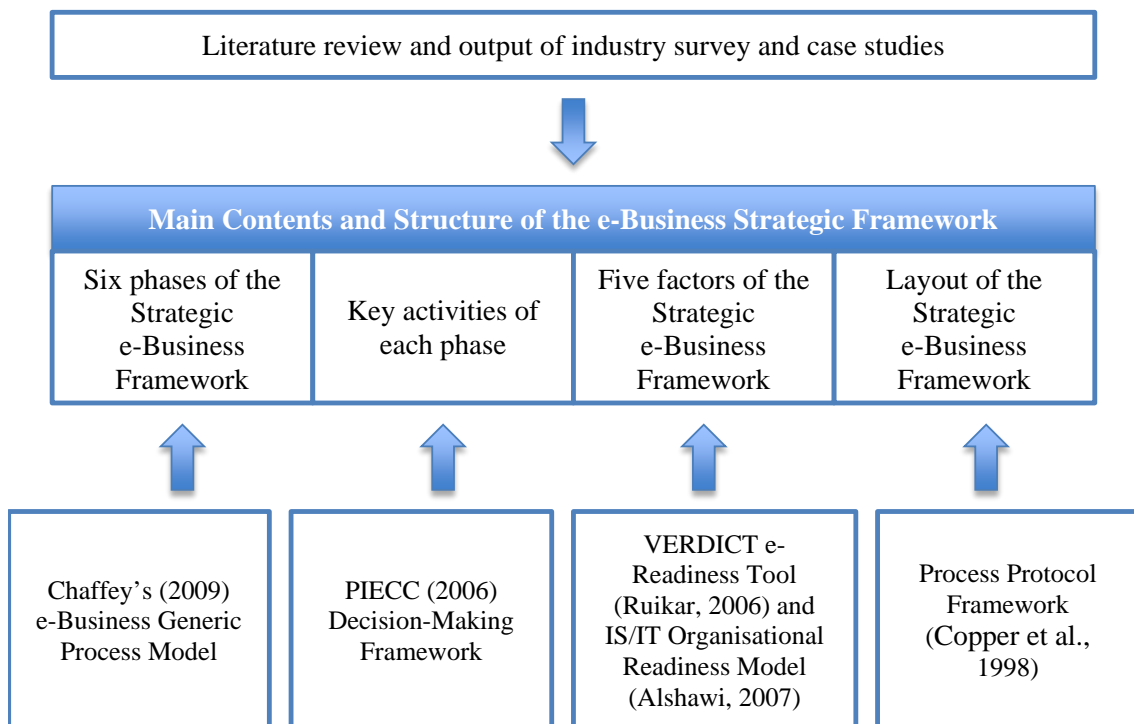 Literature review and output of industry survey and case studies
Main Contents and Structure of the e-Business Strategic Framework
Six phases of the
Strategic
e-Business
Framework
Key activities of
each phase
Five factors of the
Strategic
e-Business
Framework
Layout of the
Strategic
e-Business
Framework
Chaffey’s (2009)
e-Business Generic
Process Model
PIECC (2006)
Decision-Making
Framework
VERDICT e-
Readiness Tool
(Ruikar, 2006) and
IS/IT Organisational
Readiness Model
(Alshawi, 2007)
Process Protocol
Framework
(Copper et al.,
1998)